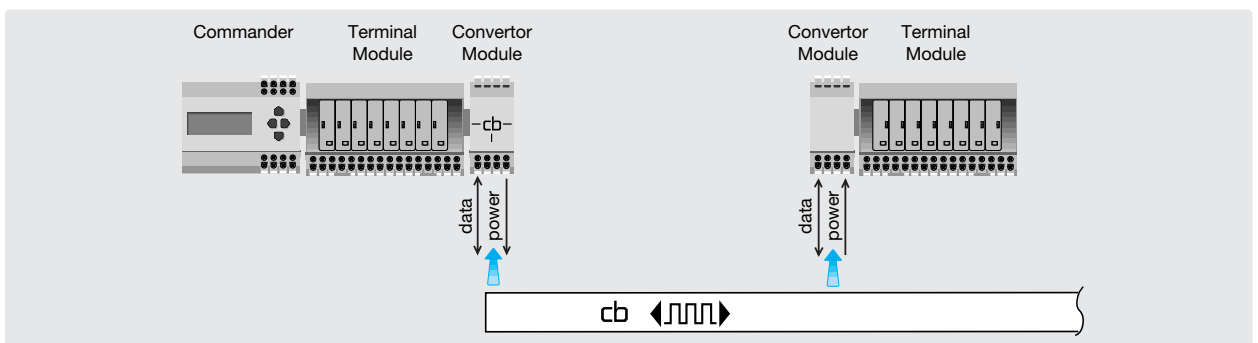 Commander
Terminal
Module
Convertor
Module
Convertor
Module
Terminal
Module
cb
data
power
data
power
cb